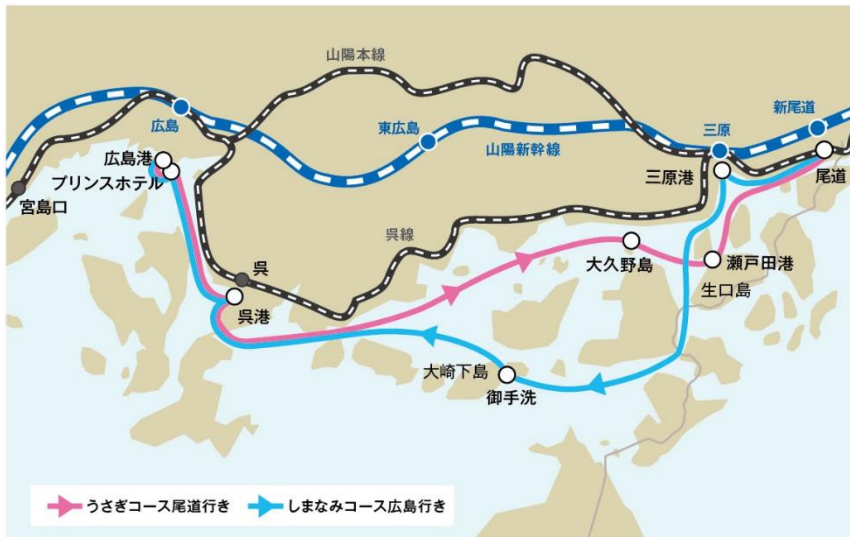 山陽本線
広島
東広島
山陽新幹線
三原
新尾道
広島港
プリンスホテル
宮島口
三原港
尾道
呉線
呉
呉港
大久野島
瀬戸田港
生口島
大崎下島
御手洗
うさぎコース尾道行き
しまなみコース広島行き